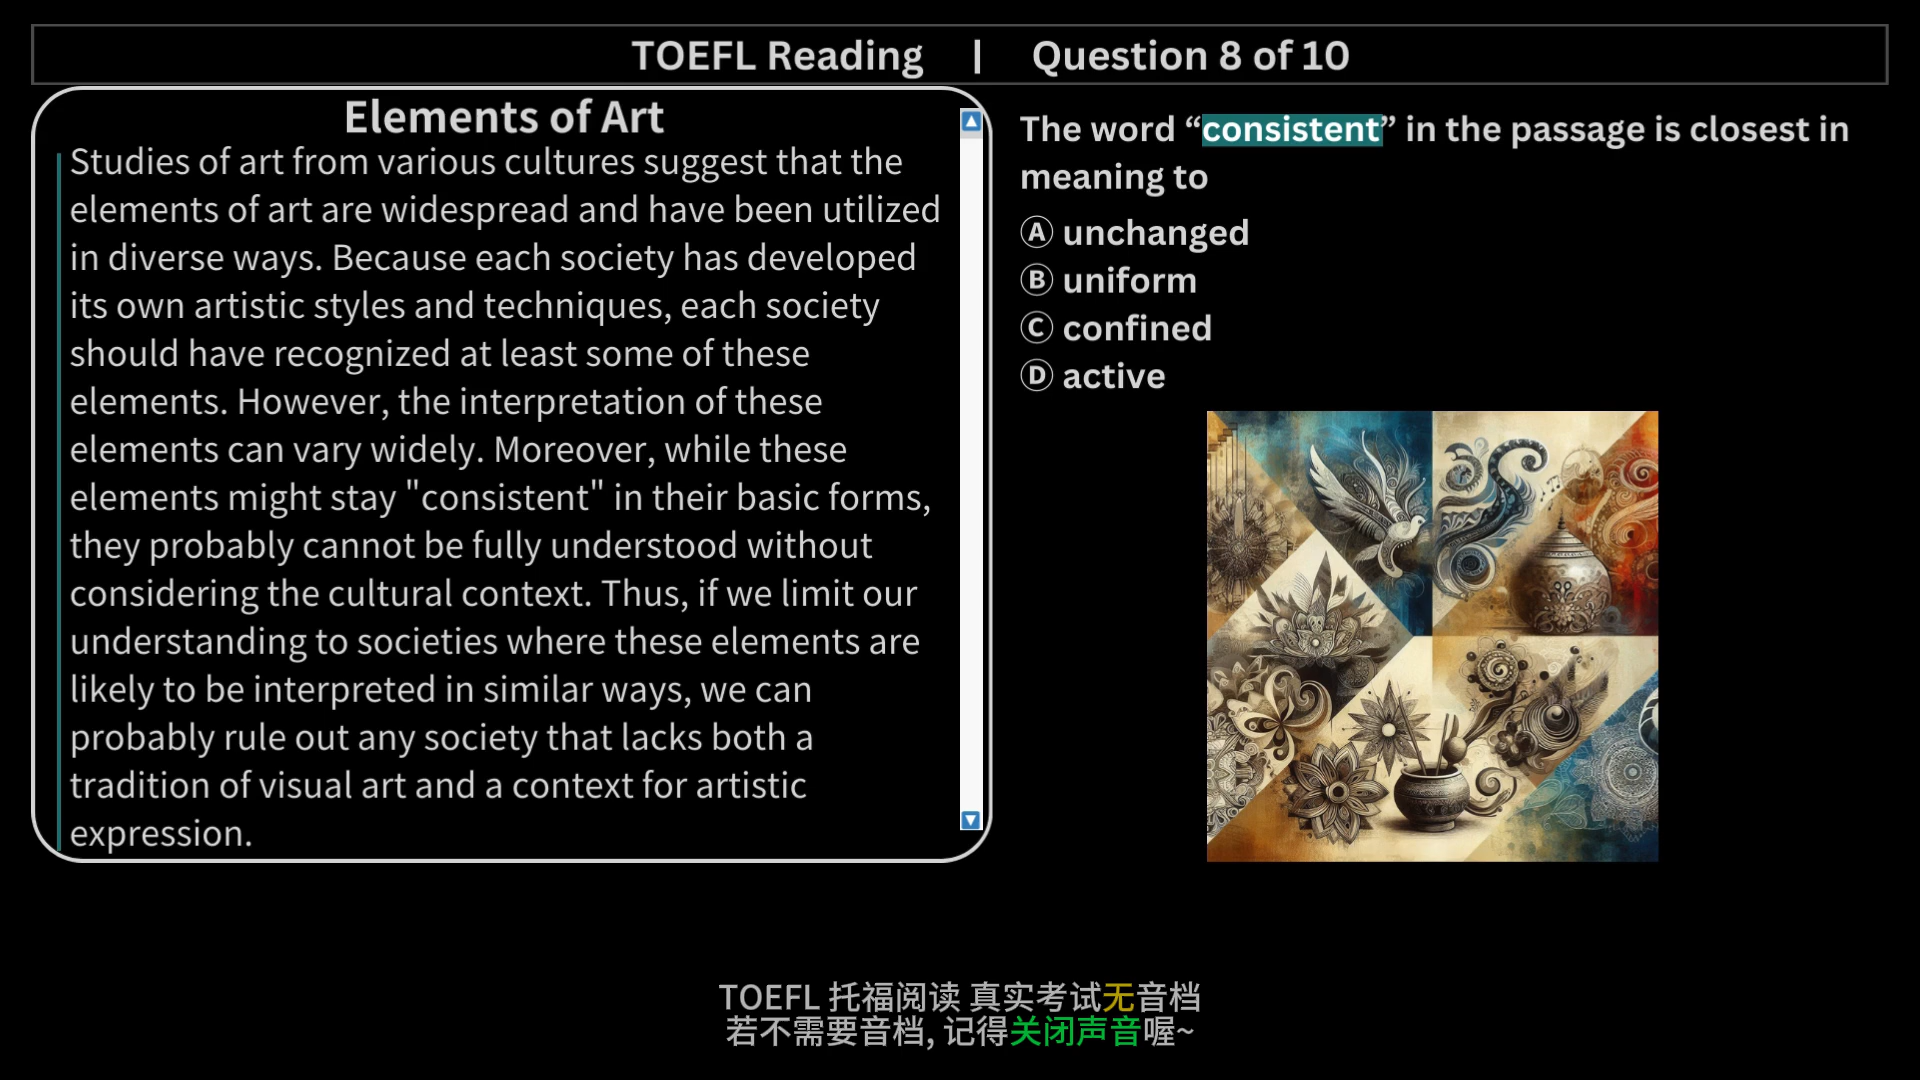 TOEFL Reading | Question 8 of 10
Elements of Art
Studies of art from various cultures suggest that the
elements of art are widespread and have been utilized
in diverse ways. Because each society has developed
its own artistic styles and techniques, each society
should have recognized at least some of these
elements. However, the interpretation of these
elements can vary widely. Moreover, while these
elements might stay "consistent" in their basic forms,
they probably cannot be fully understood without
considering the cultural context. Thus, if we limit our
understanding to societies where these elements are
likely to be interpreted in similar ways, we can
probably rule out any society that lacks both a
tradition of visual art and a context for artistic
expression.
The word “consistent” in the passage is closest in
meaning to
Ⓐ unchanged
Ⓑ uniform
Ⓒ confined
Ⓓ active
TOEFL 托福阅读 真实考试无音档
若不需要音档, 记得关闭声音喔~